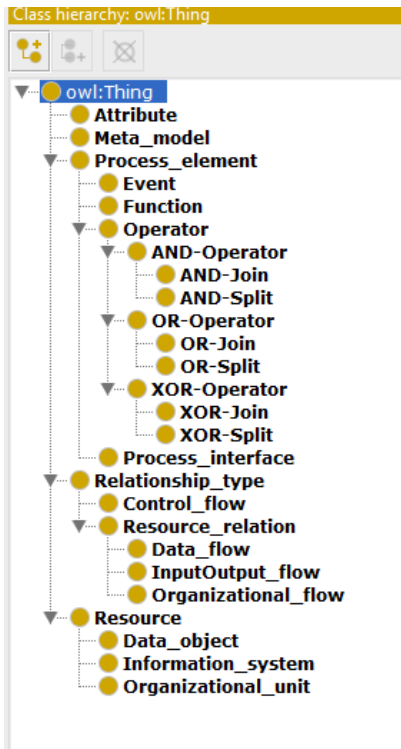 Class hierarchy: owl:Thing
owl:Thing
Attribute
Meta_model
Process_element
Event
Function
Operator
AND-Operator
AND-Join
AND-Split
OR-Operator
OR-Join
OR-Split
XOR-Operator
XOR-Join
XOR-Split
Process_interface
Relationship_type
Control_flow
Resource_relation
Data_flow
InputOutput_flow
Organizational_flow
Resource
Data_object
Information_system
Organizational_unit